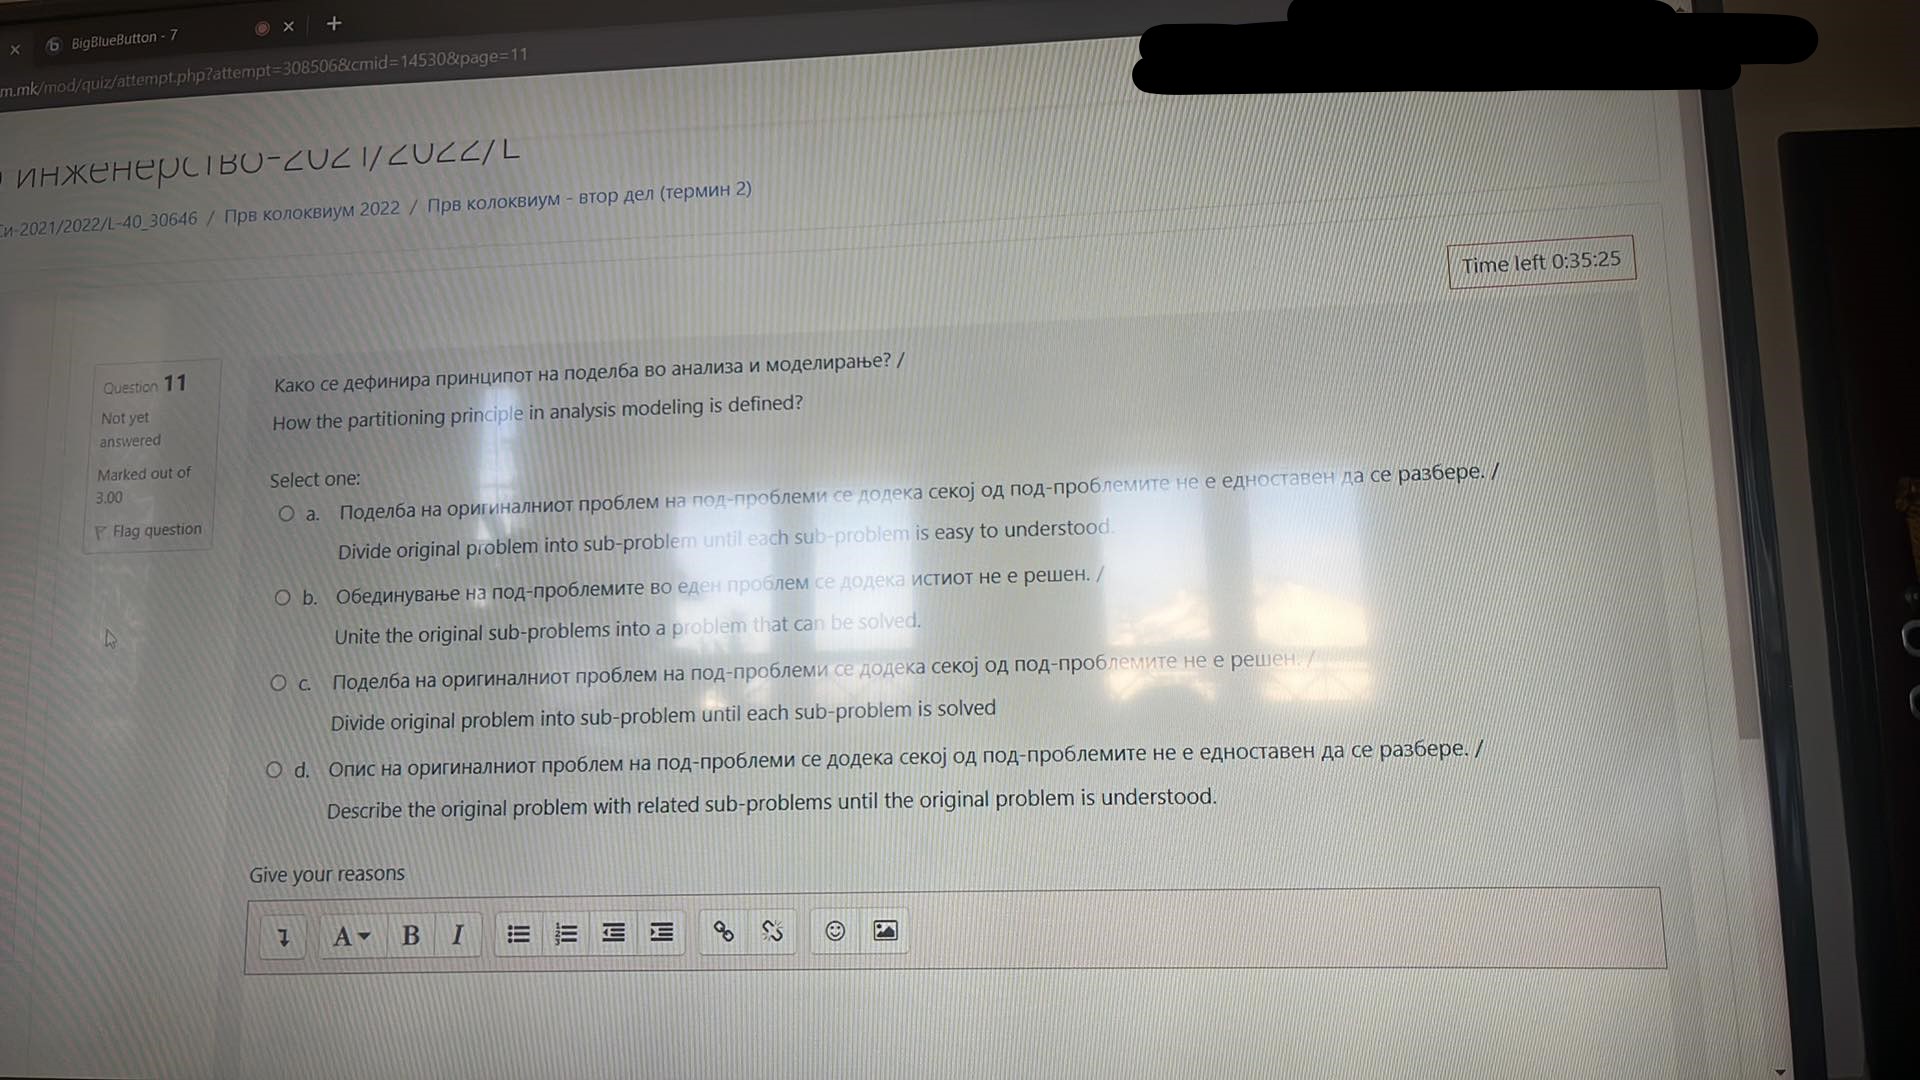 BigBlueButton - 7
m.mk/mod/quiz/attempt.php?attempt=308506&cmid=14530&page=11
инженерство-2021/2022/L
Си-2021/2022/L-40_30646 / Прв колоквиум 2022 / Прв колоквиум - втор дел (термин 2)
Time left 0:35:25
Question 11
Not yet
answered
Marked out of
3.00
Flag question
Како се дефинира принципот на поделба во анализа и моделирање? /
How the partitioning principle in analysis modeling is defined?
Select one:
a. Поделба на оригиналниот проблем на под-проблеми се додека секој од под-проблемите не е едноставен да се разбере. /
Divide original problem into sub-problem until each sub-problem is easy to understood.
b. Обединување на под-проблемите во еден проблем се додека истиот не е решен. /
Unite the original sub-problems into a problem that can be solved.
c. Поделба на оригиналниот проблем на под-проблеми се додека секој од под-проблемите не е решен. /
Divide original problem into sub-problem until each sub-problem is solved
d. Опис на оригиналниот проблем на под-проблеми се додека секој од под-проблемите не е едноставен да се разбере. /
Describe the original problem with related sub-problems until the original problem is understood.
Give your reasons
A B I